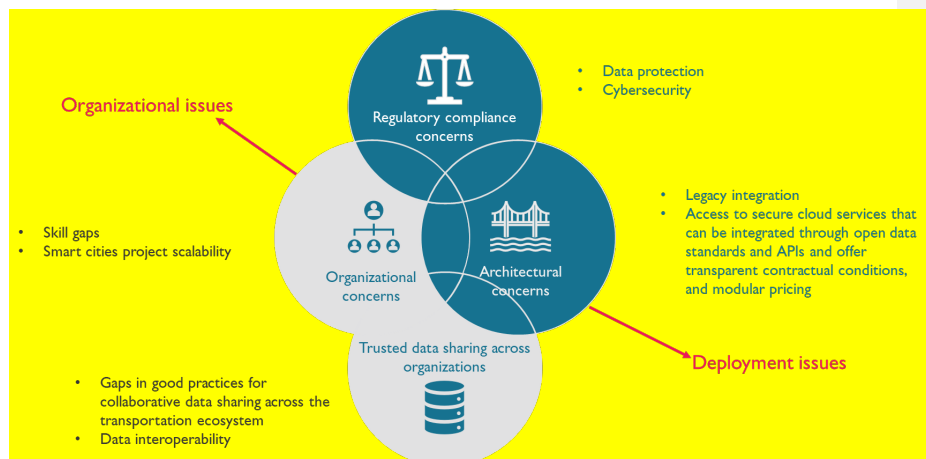 Regulatory compliance
concerns
• Data protection
• Cybersecurity
Organizational issues
• Skill gaps
• Smart cities project scalability
Organizational
concerns
Architectural
concerns
• Legacy integration
• Access to secure cloud services that
can be integrated through open data
standards and APIs and offer
transparent contractual conditions,
and modular pricing
Deployment issues
Trusted data sharing across
organizations
• Gaps in good practices for
collaborative data sharing across the
transportation ecosystem
• Data interoperability